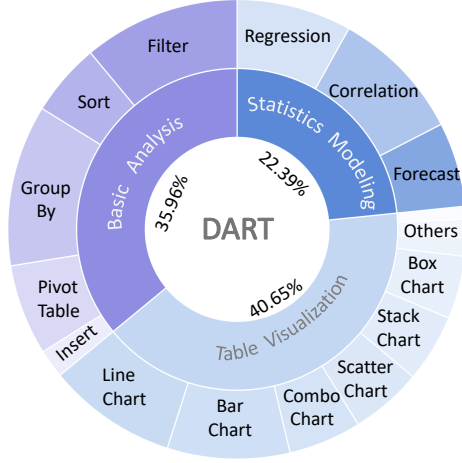 Filter
Regression
Sort
Correlation
Basic Analysis
Statistics Modeling
22.39%
Forecast
Group
By
35.96%
DART
Others
Box
Chart
Pivot
Table
40.65%
Table Visualization
Stack
Chart
Insert
Line
Chart
Bar
Chart
Combo
Chart
Scatter
Chart